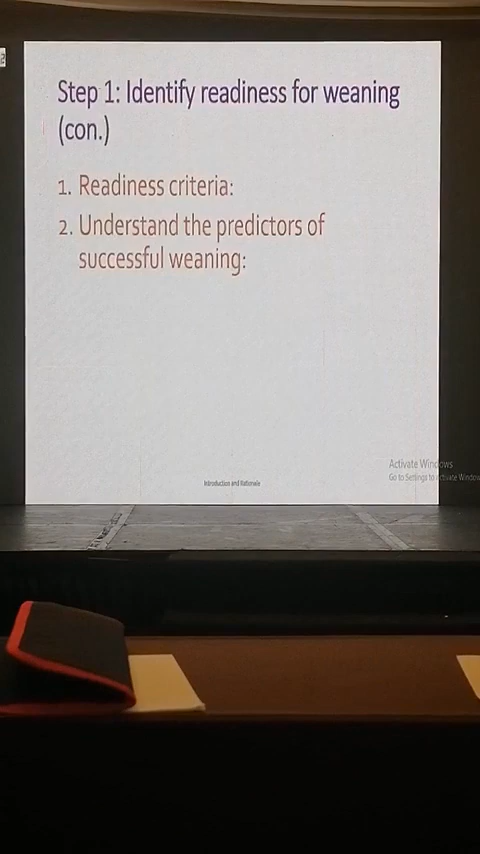 Step 1: Identify readiness for weaning
(con.)
1. Readiness criteria:
2. Understand the predictors of
successful weaning:
Introduction and Rationale
Activate Windows
Go to Settings to activate Window